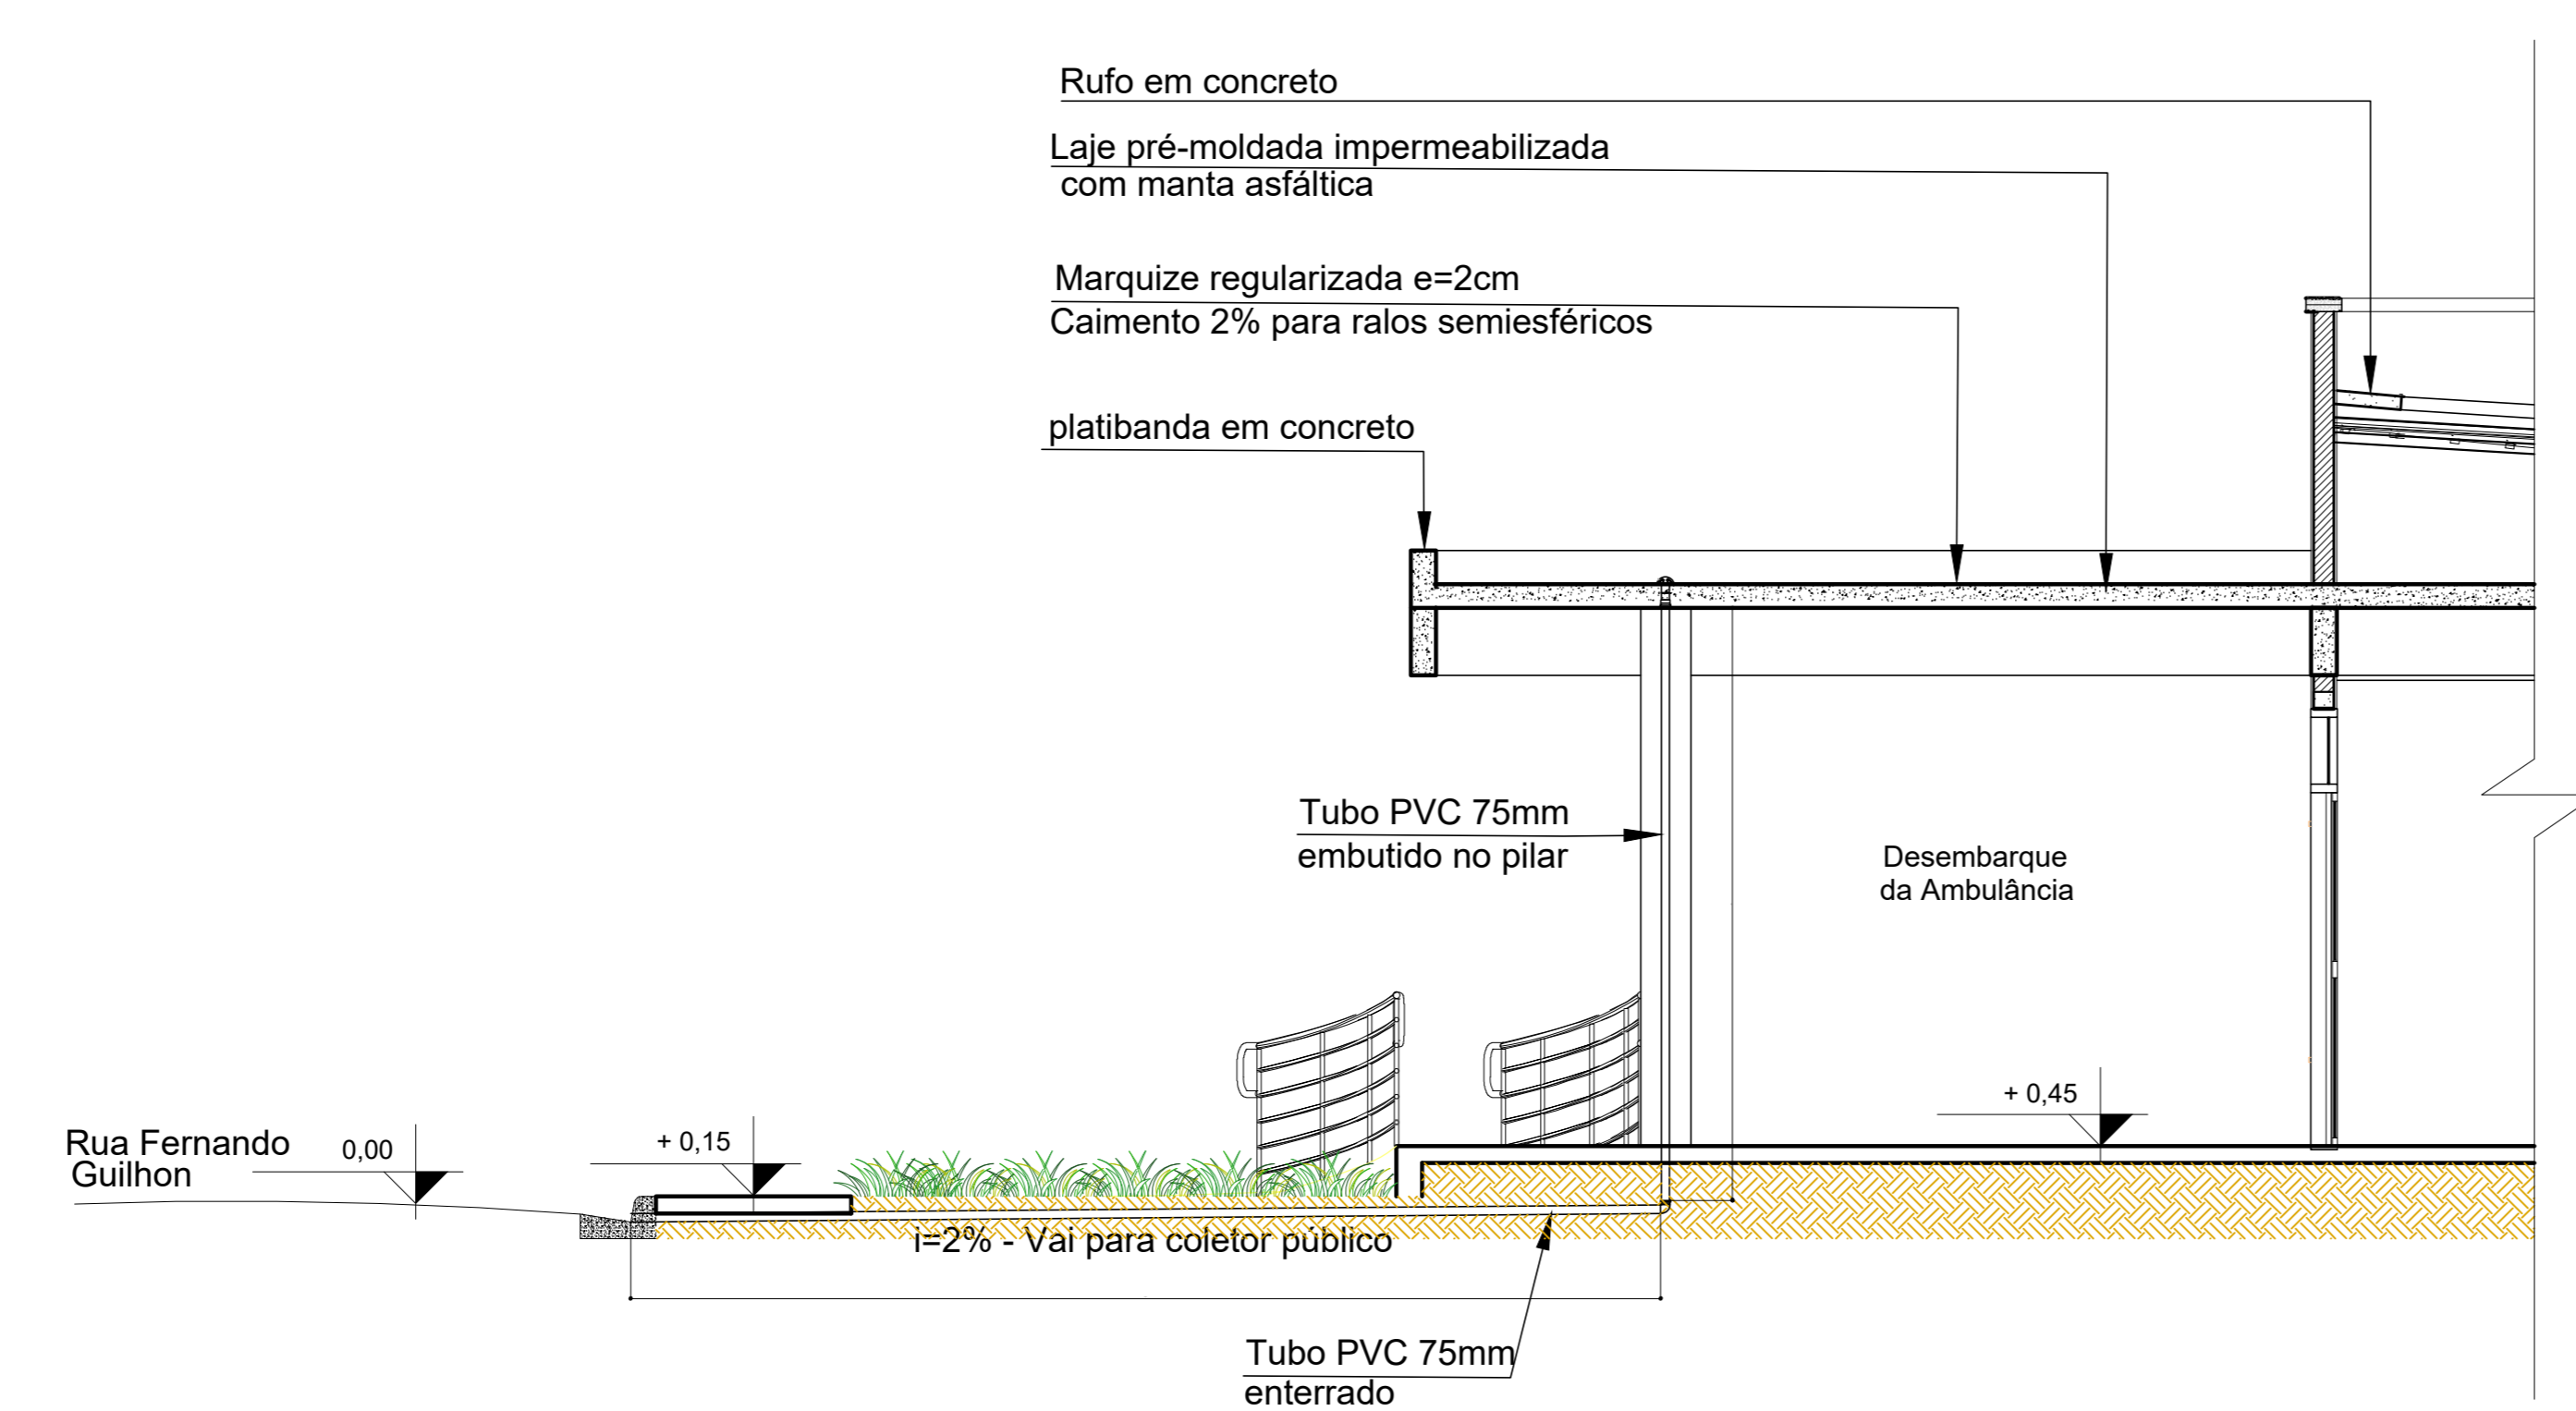 Rufo em concreto
Laje pré-moldada impermeabilizada
com manta asfáltica
Marquize regularizada e=2cm
Caimento 2% para ralos semiesféricos
platibanda em concreto
Tubo PVC 75mm
embutido no pilar
Desembarque
da Ambulância
+ 0,45
Rua Fernando
Guilhon
0,00
+ 0,15
i=2% - Vai para coletor público
Tubo PVC 75mm
enterrado